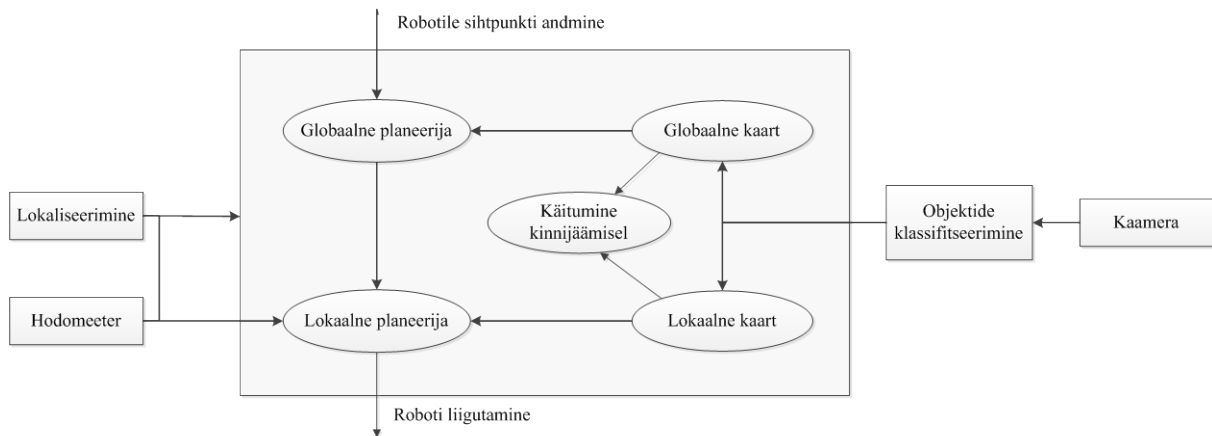 Robotile sihtpunkti andmine
Globaalne planeerija
Globaalne kaart
Lokaliseerimine
Käitumine
kinnijäämisel
Objektide
klassifitseerimine
Kaamera
Hodomeeter
Lokaalne planeerija
Lokaalne kaart
Roboti liigutamine